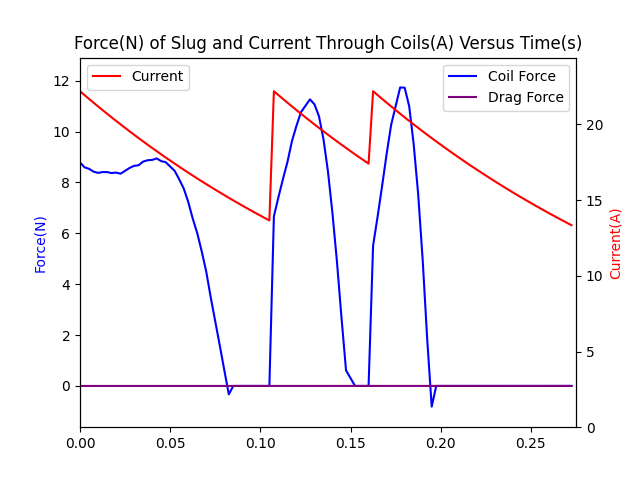 Force(N) of Slug and Current Through Coils(A) Versus Time(s)
Current
Coil Force
Drag Force
12
10
8
6
4
2
0
Force(N)
20
15
10
5
0
Current(A)
0.00 0.05 0.10 0.15 0.20 0.25